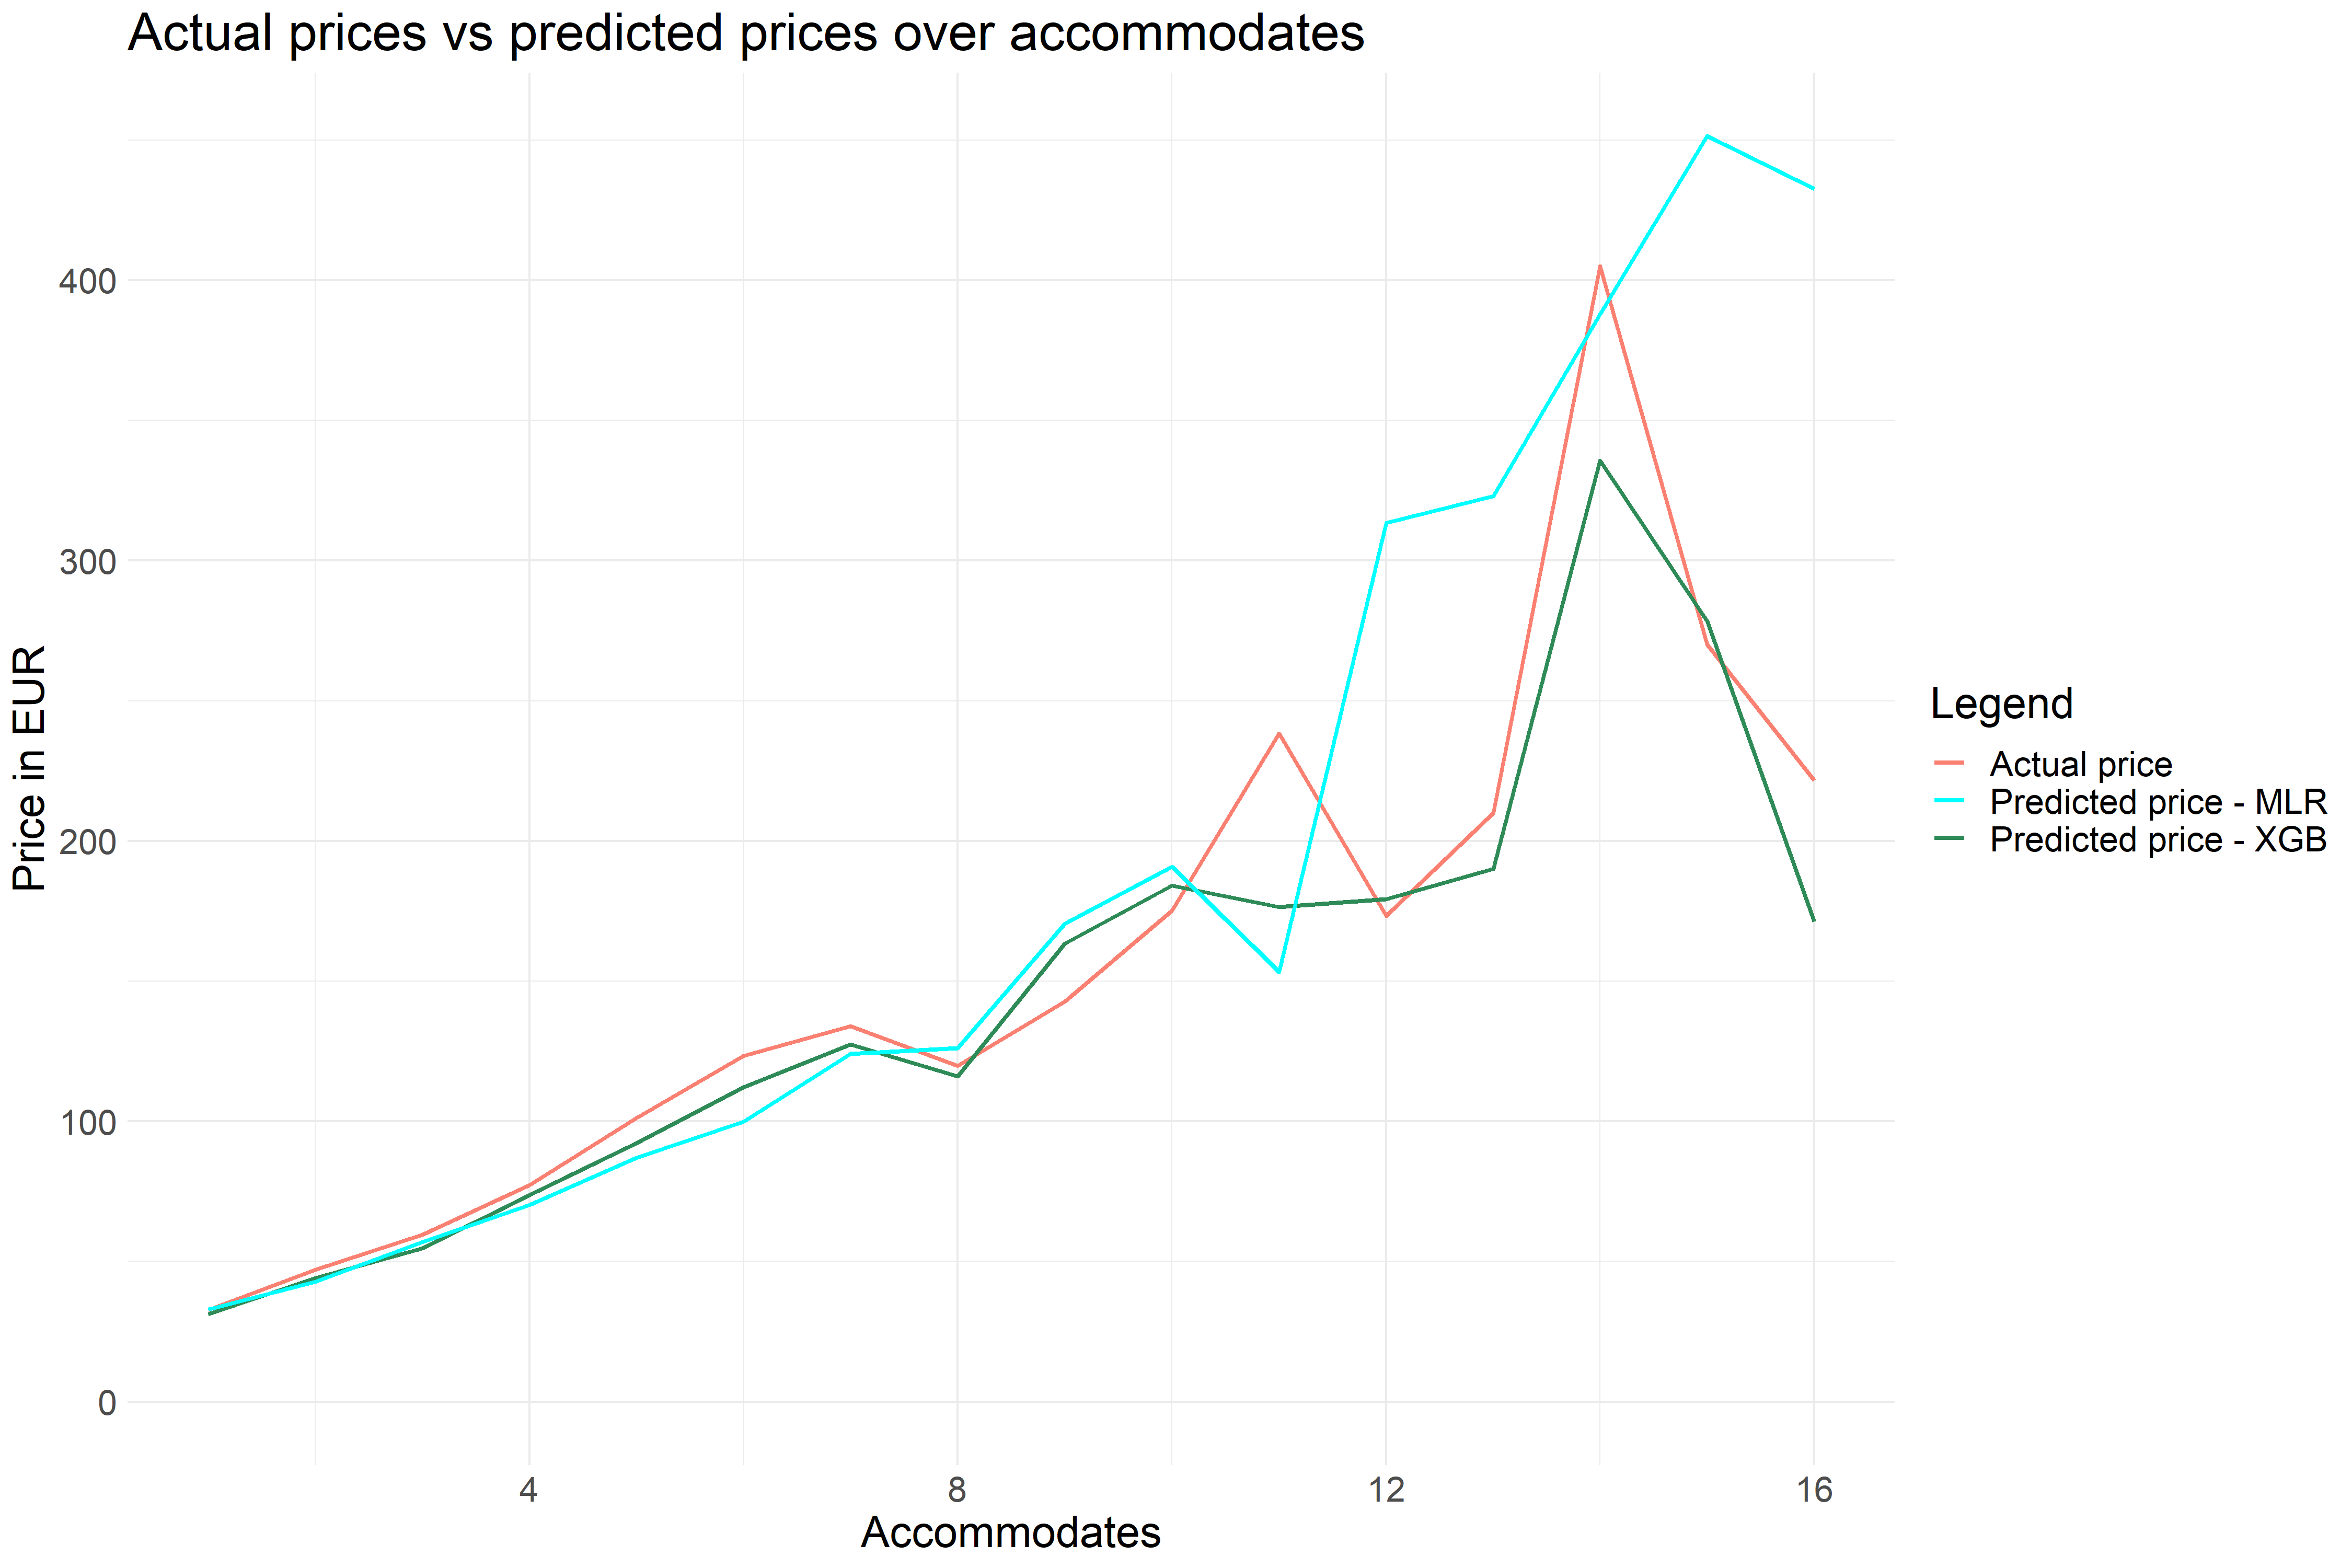 Actual prices vs predicted prices over accommodates
Price in EUR
400
300
200
100
0
4
8
12
16
Accommodates
Legend
Actual price
Predicted price - MLR
Predicted price - XGB